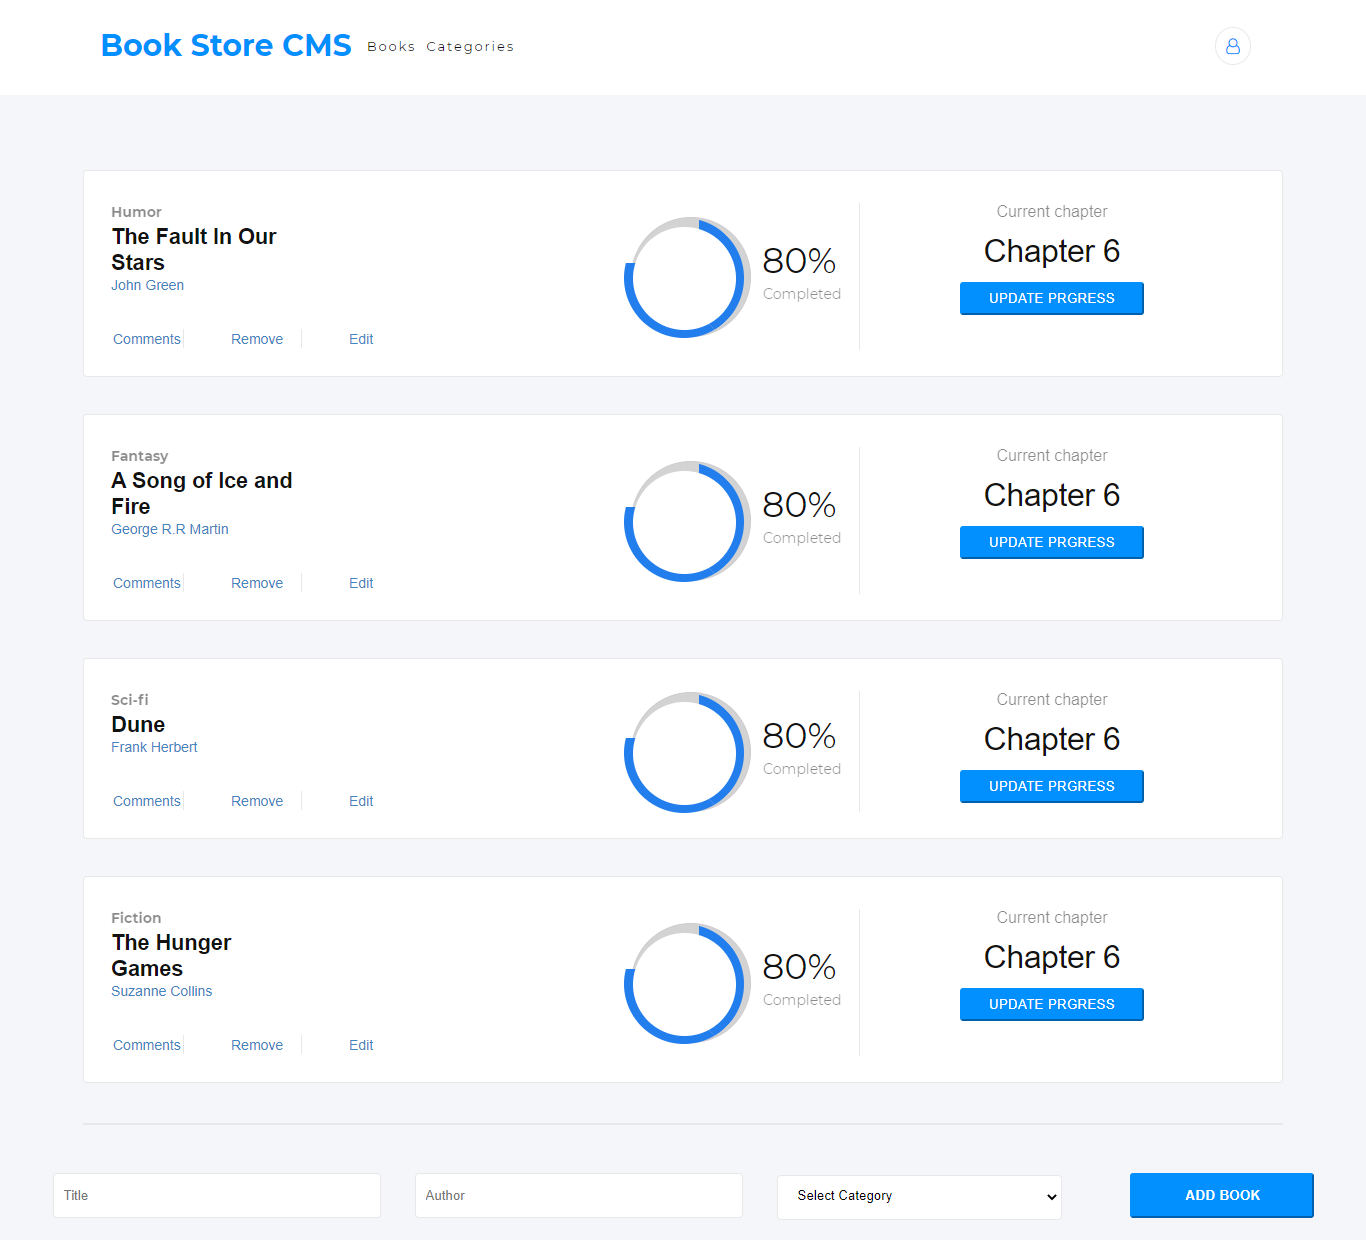 Book Store CMS Books Categories
Humor
The Fault In Our
Stars
John Green
Comments Remove Edit
80%
Completed
Current chapter
Chapter 6
UPDATE PRGRESS
Fantasy
A Song of Ice and
Fire
George R.R Martin
Comments Remove Edit
80%
Completed
Current chapter
Chapter 6
UPDATE PRGRESS
Sci-fi
Dune
Frank Herbert
Comments Remove Edit
80%
Completed
Current chapter
Chapter 6
UPDATE PRGRESS
Fiction
The Hunger
Games
Suzanne Collins
Comments Remove Edit
80%
Completed
Current chapter
Chapter 6
UPDATE PRGRESS
Title Author Select Category ADD BOOK